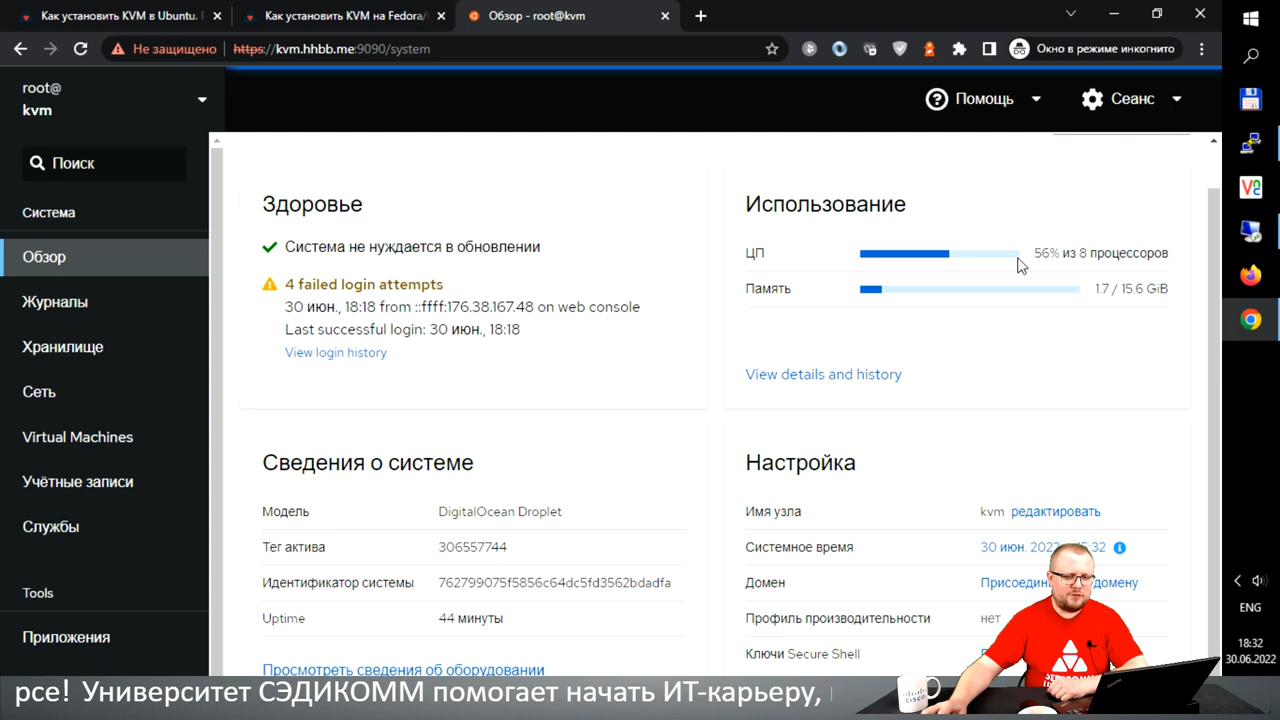 Как установить KVM в Ubuntu.
Как установить KVM на Fedora/
Обзор - root@kvm
Не защищено
https://kvm.hhbb.me:9090/system
Окно в режиме инкогнито
root@
kvm
Помощь
Сеанс
Поиск
Система
Обзор
Журналы
Хранилище
Сеть
Virtual Machines
Учётные записи
Службы
Tools
Приложения
Здоровье
Система не нуждается в обновлении
4 failed login attempts
30 июн., 18:18 from ::ffff:176.38.167.48 on web console
Last successful login: 30 июн., 18:18
View login history
Использование
ЦП 56% из 8 процессоров
Память 1.7 / 15.6 GiB
View details and history
Сведения о системе
Модель DigitalOcean Droplet
Тег актива 306557744
Идентификатор системы 762799075f5856c64dc5fd3562bdadfa
Uptime 44 минуты
Просмотреть сведения об оборудовании
Настройка
Имя узла kvm редактировать
Системное время 30 июн. 2022
Домен домену
Профиль производительности нет
Ключи Secure Shell
ENG
18:32
30.06.2022
рсе! Университет СЭДИКОММ помогает начать ИТ-карьеру,
CISCO